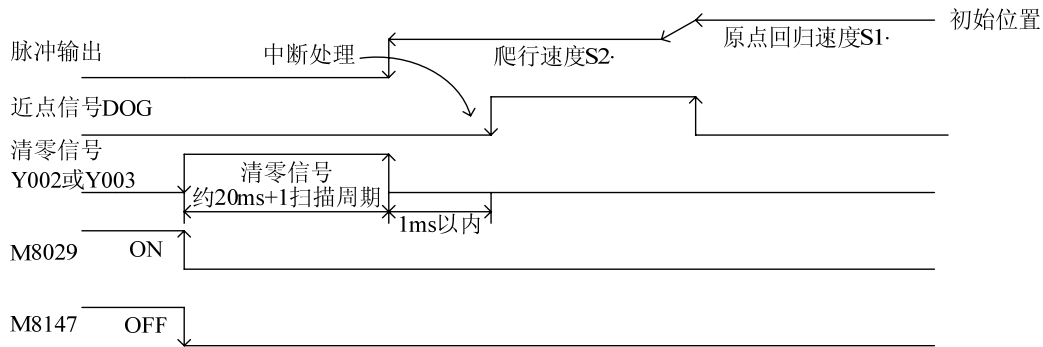 初始位置
原点回归速度S1·
脉冲输出
中断处理
爬行速度S2·
近点信号DOG
清零信号
Y002或Y003
清零信号
约20ms+1扫描周期
1ms以内
M8029
ON
M8147
OFF